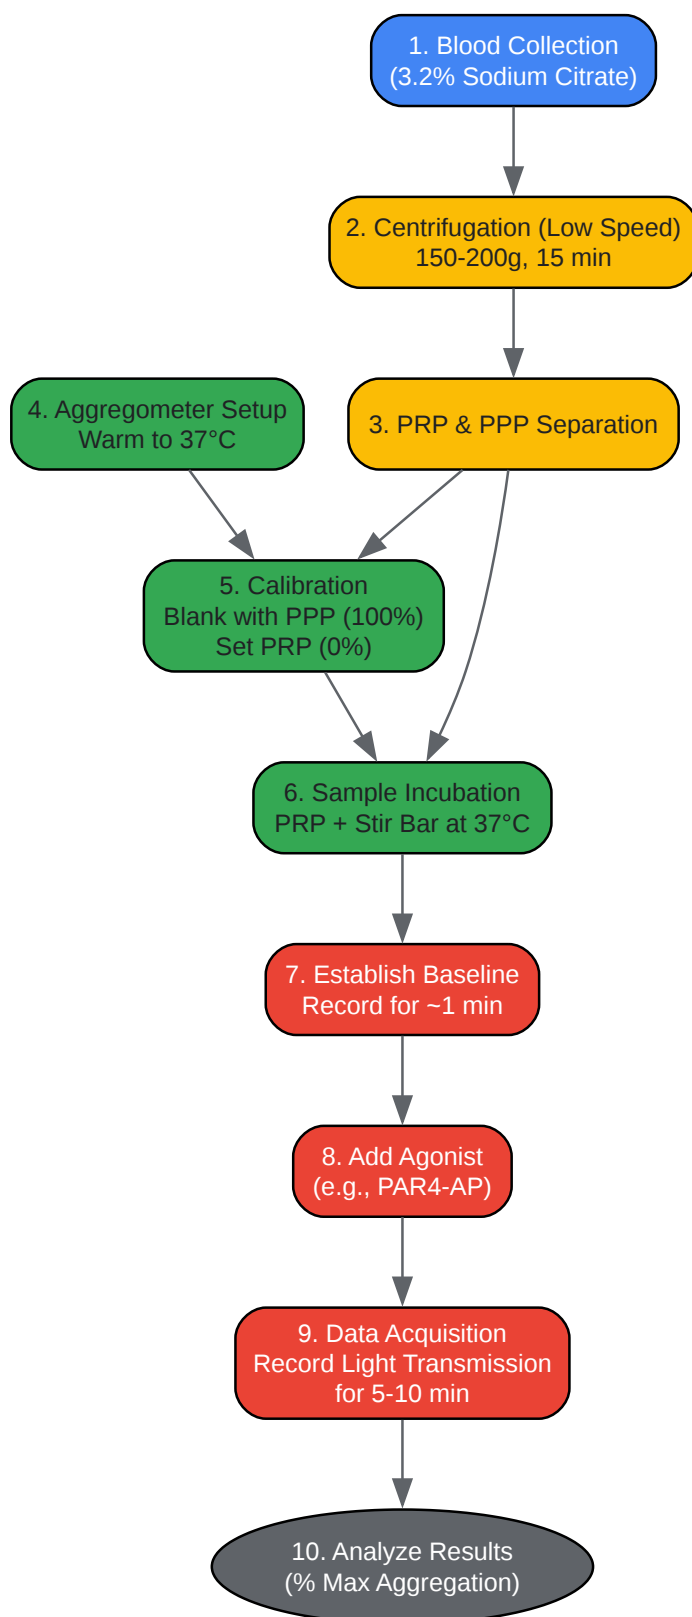 1. Blood Collection
(3.2% Sodium Citrate)
2. Centrifugation (Low Speed)
150-200g, 15 min
4. Aggregometer Setup
Warm to 37°C
3. PRP & PPP Separation
5. Calibration
Blank with PPP (100%)
Set PRP (0%)
6. Sample Incubation
PRP + Stir Bar at 37°C
7. Establish Baseline
Record for ~1 min
8. Add Agonist
(e.g., PAR4-AP)
9. Data Acquisition
Record Light Transmission
for 5-10 min
10. Analyze Results
(% Max Aggregation)